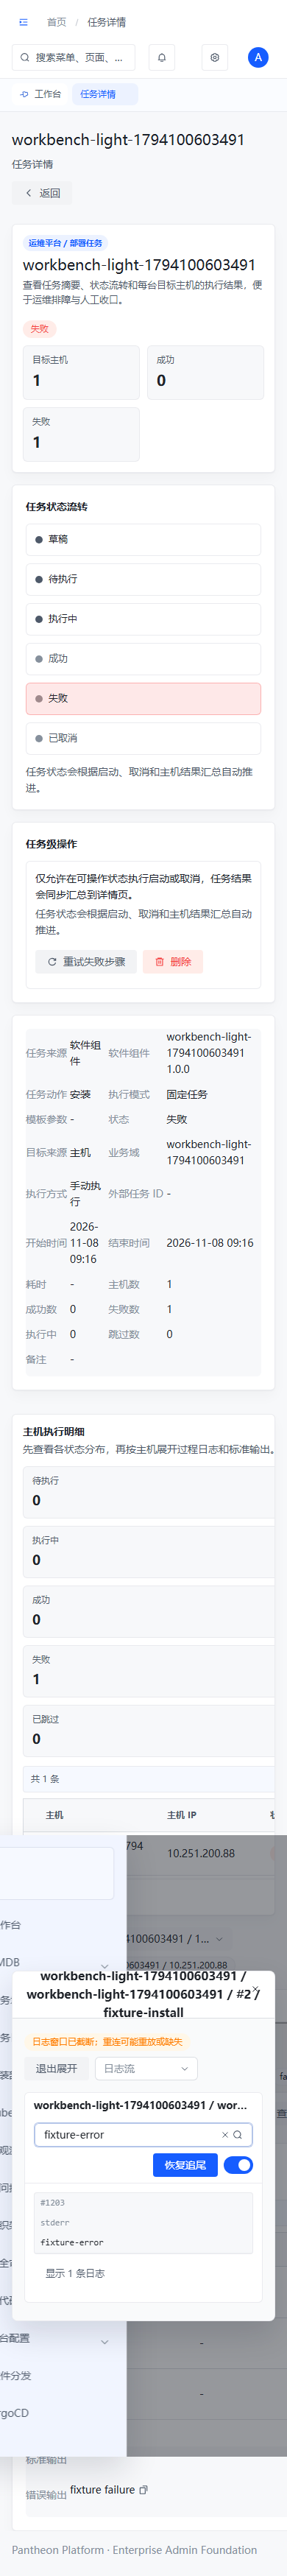 首页 / 任务详情
搜索菜单、页面、...
A
工作台
任务详情
workbench-light-1794100603491
任务详情
返回
运维平台 / 部署任务
workbench-light-1794100603491
查看任务摘要、状态流转和每台目标主机的执行结果，便
于运维排障与人工收口。
失败
目标主机
1
成功
0
失败
1
任务状态流转
草稿
待执行
执行中
成功
失败
已取消
任务状态会根据启动、取消和主机结果汇总自动推
进。
任务级操作
仅允许在可操作状态执行启动或取消，任务结果
会同步汇总到详情页。
任务状态会根据启动、取消和主机结果汇总自动
推进。
重试失败步骤
删除
任务来源 软件组件 软件组件 workbench-light-1794100603491 1.0.0
任务动作 安装 执行模式 固定任务
模板参数 - 状态 失败
目标来源 主机 业务域 workbench-light-1794100603491
执行方式 手动执行 外部任务 ID -
开始时间 2026-11-08 09:16 结束时间 2026-11-08 09:16
耗时 - 主机数 1
成功数 0 失败数 1
执行中 0 跳过数 0
备注 -
主机执行明细
先查看各状态分布，再按主机展开过程日志和标准输出。
待执行
0
执行中
0
成功
0
失败
1
已跳过
0
共 1 条
主机 主机 IP
794 10.251.200.88
作台
4100603491 / 1...
MDB
0603491 / 10.251.200.88
workbench-light-1794100603491 /
workbench-light-1794100603491 / #2 /
fixture-install
日志窗口已截断：重连可能重放或缺失
退出展开
日志流
workbench-light-1794100603491 / wor...
fixture-error
恢复追尾
#1203
stderr
fixture-error
显示 1 条日志
台配置
-
件分发
-
rgoCD
标准输出
错误输出 fixture failure
Pantheon Platform · Enterprise Admin Foundation